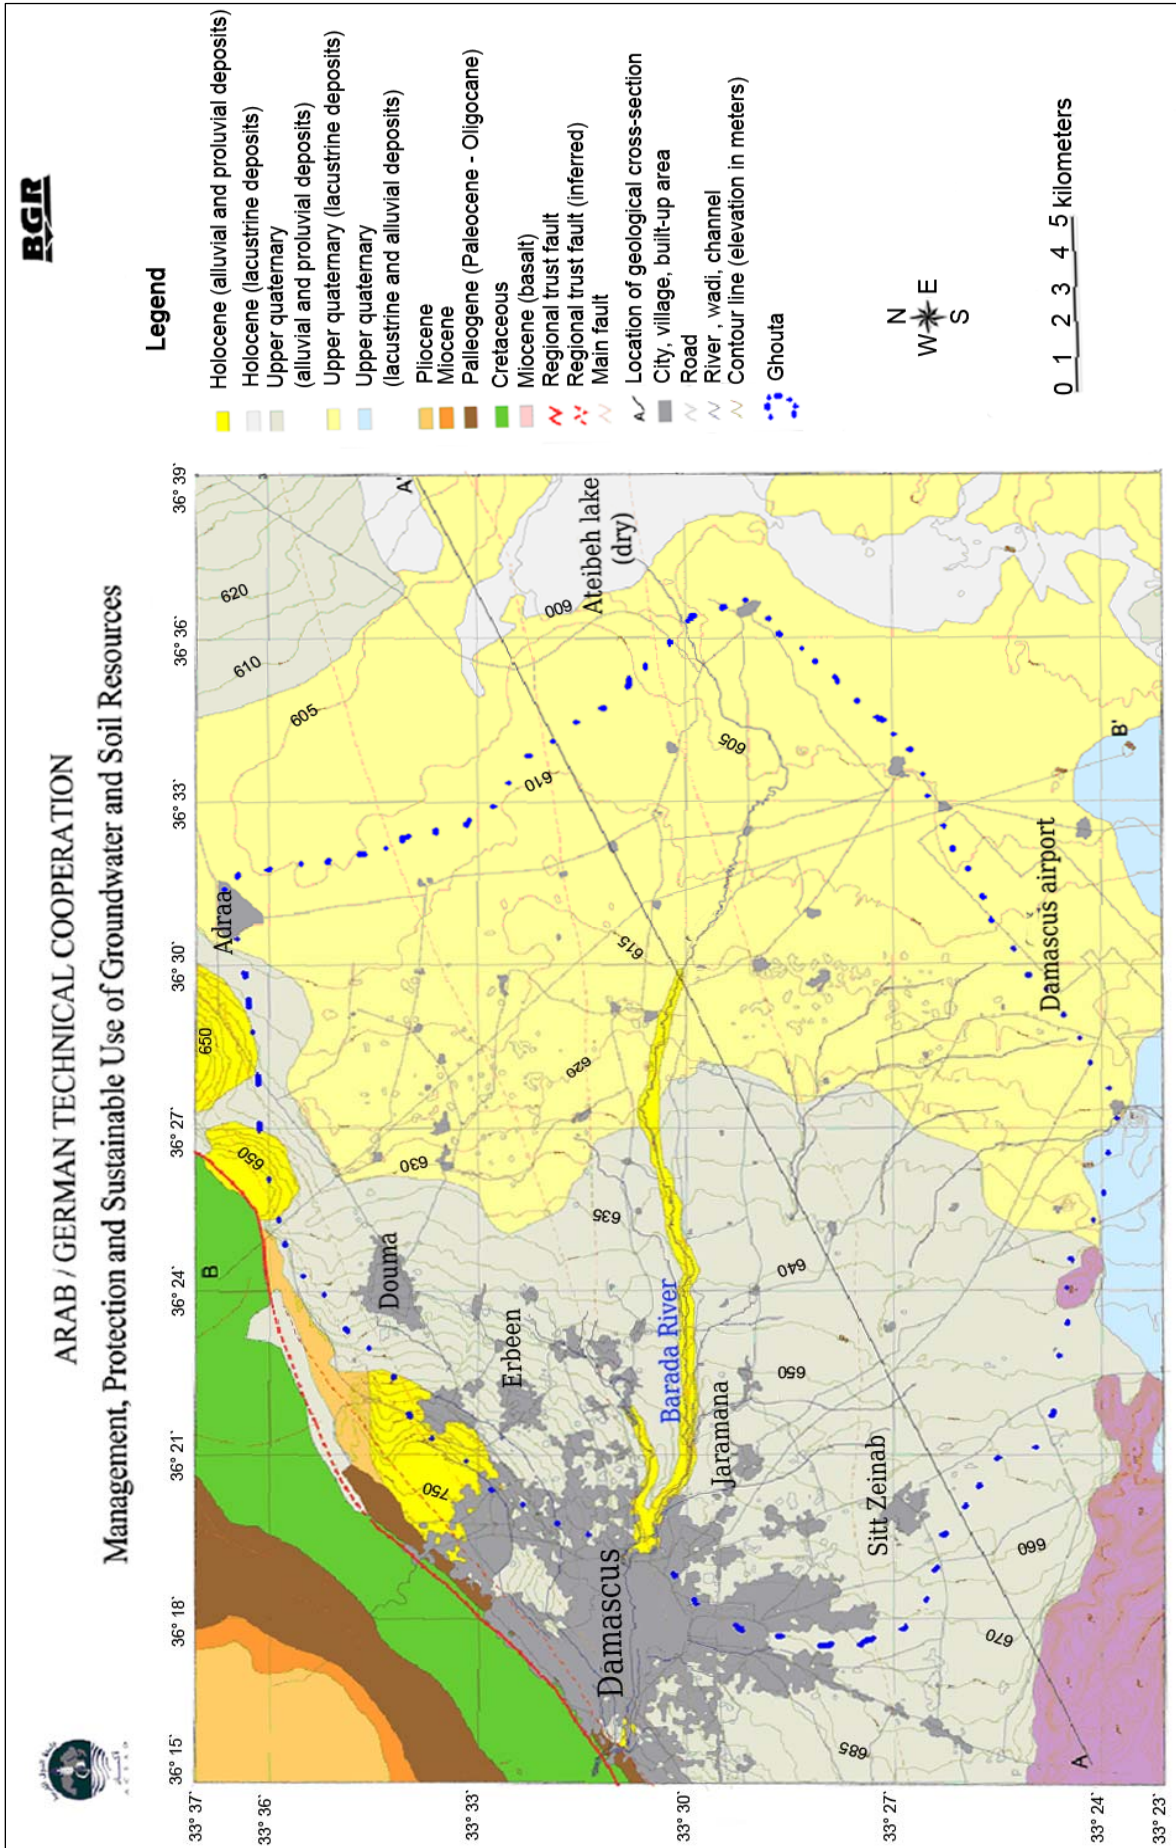 ARAB / GERMAN TECHNICAL COOPERATION
Management, Protection and Sustainable Use of Groundwater and Soil Resources
BGR
Legend
Holocene (alluvial and proluvial deposits)
Holocene (lacustrine deposits)
Upper quaternary
(alluvial and proluvial deposits)
Upper quaternary (lacustrine deposits)
Upper quaternary
(lacustrine and alluvial deposits)
Pliocene
Miocene
Palleogene (Paleocene - Oligocane)
Cretaceous
Miocene (basalt)
Regional trust fault
Regional trust fault (inferred)
Main fault
A
Location of geological cross-section
City, village, built-up area
Road
River , wadi, channel
Contour line (elevation in meters)
Ghouta
N
W E
S
0 1 2 3 4 5 kilometers
36° 15`
36° 18`
36° 21`
36° 24`
36° 27`
36° 30`
36° 33`
36° 36`
36° 39`
33° 37'
33° 36'
33° 33'
33° 30'
33° 27'
33° 24'
33° 23'
B
650
650
Adraa
605
610
620
A'
750
Douma
630
610
600
Erbeen
635
620
615
Ateibeh lake
(dry)
Damascus
Barada River
605
Jaramana
650
640
685
Sitt Zeinab
670
660
Damascus airport
B'
A